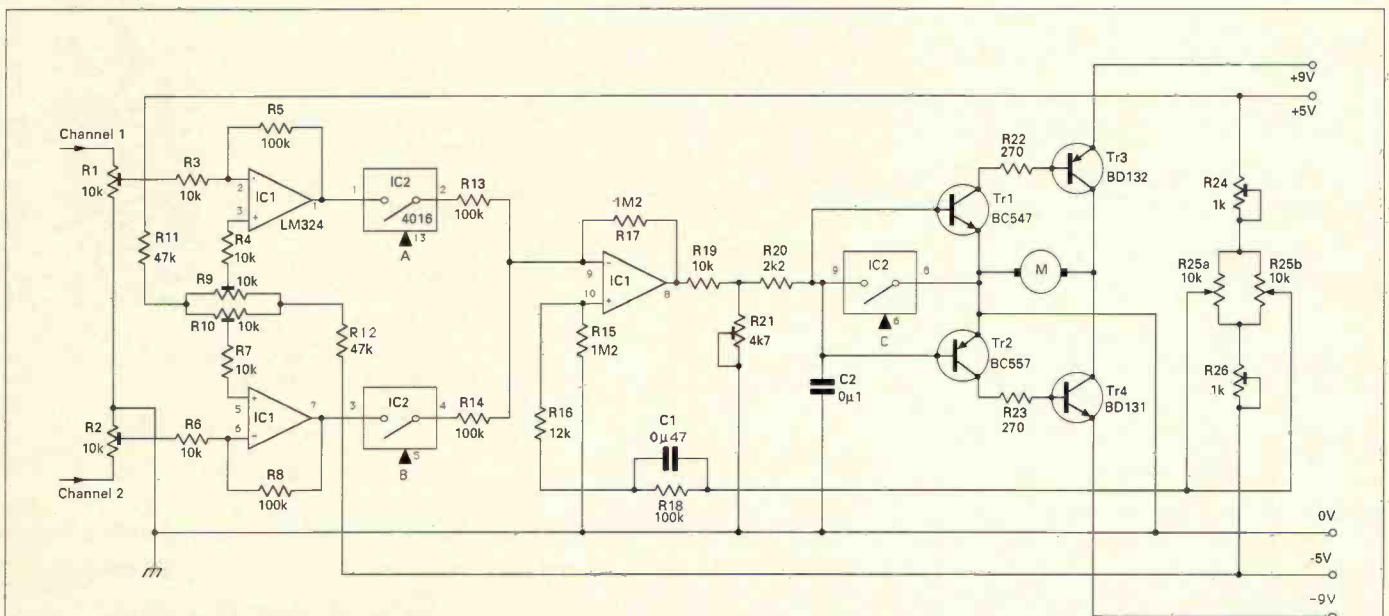 +9V
+5V
Channel 1
R1
10k
R3
10k
R5
100k
-
2
3
+
IC1
1
LM324
R4
10k
R11
47k
R9
10k
R10
10k
R7
10k
R12
47k
5
+
6
-
IC1
7
R2
10k
Channel 2
R6
10k
R8
100k
1
IC2
2
4016
13
A
R13
100k
3
IC2
4
5
B
R14
100k
1M2
R17
9
-
10
+
IC1
8
R15
1M2
R16
12k
C1
0µ47
R18
100k
R19
10k
R20
2k2
R21
4k7
9
IC2
8
6
C
C2
0µ1
Tr1
BC547
Tr2
BC557
R22
270
R23
270
Tr3
BD132
Tr4
BD131
M
R24
1k
R25a
10k
R25b
10k
R26
1k
0V
-5V
-9V